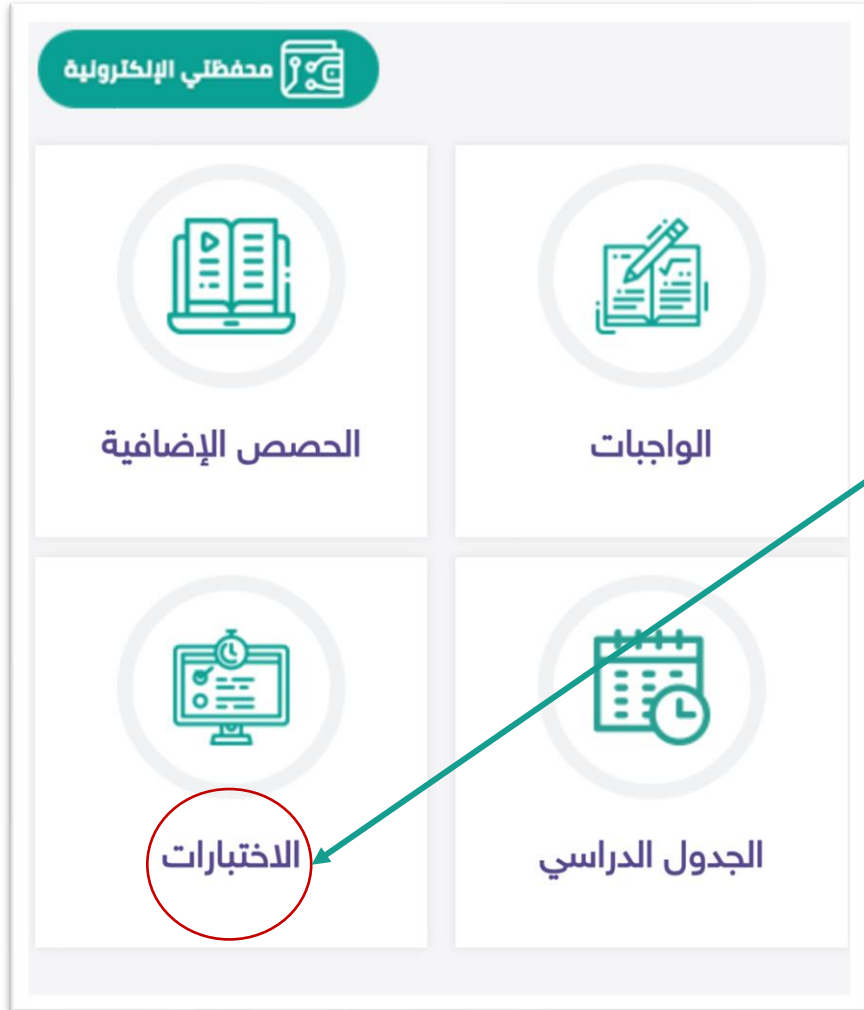 محفظتي الإلكترونية
الواجبات
الحصص الإضافية
الجدول الدراسي
الاختبارات